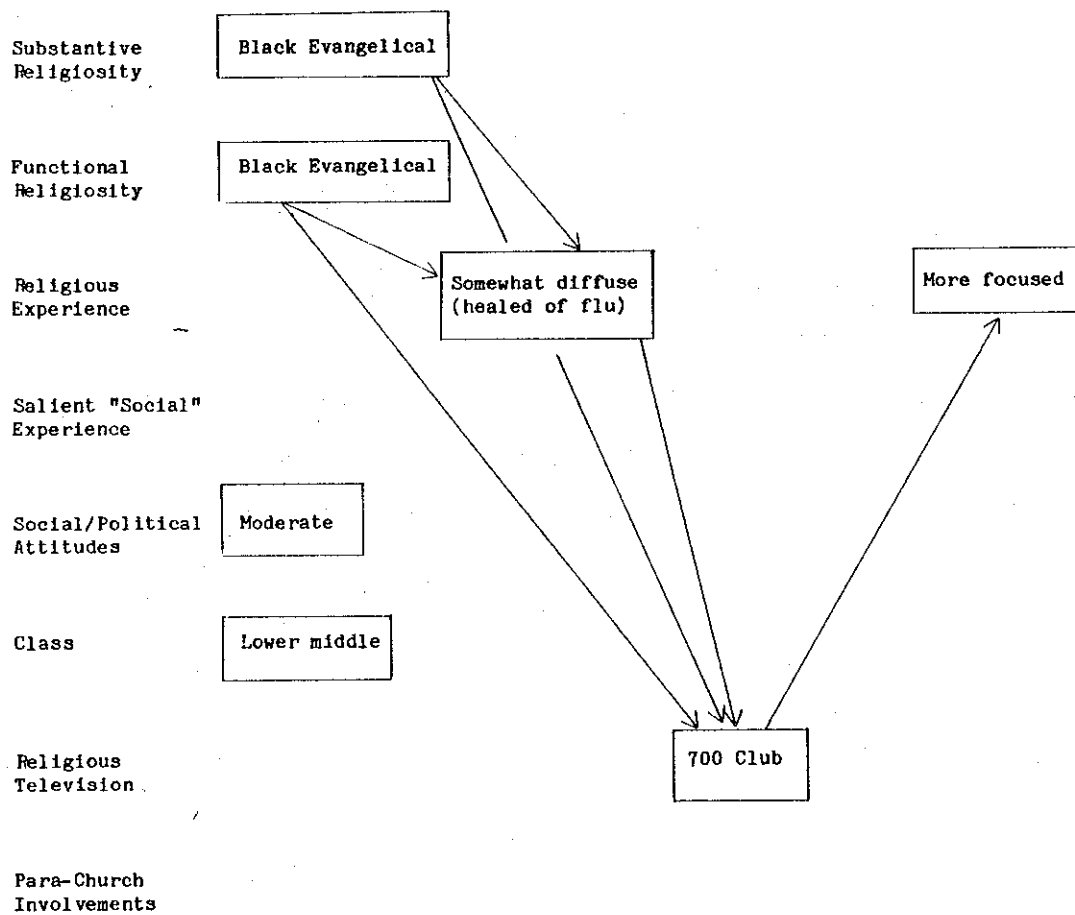 Substantive
Religiosity
Black Evangelical
Functional
Religiosity
Black Evangelical
Religious
Experience
Somewhat diffuse
(healed of flu)
More focused
Salient "Social"
Experience
Social/Political
Attitudes
Moderate
Class
Lower middle
Religious
Television
700 Club
Para-Church
Involvements